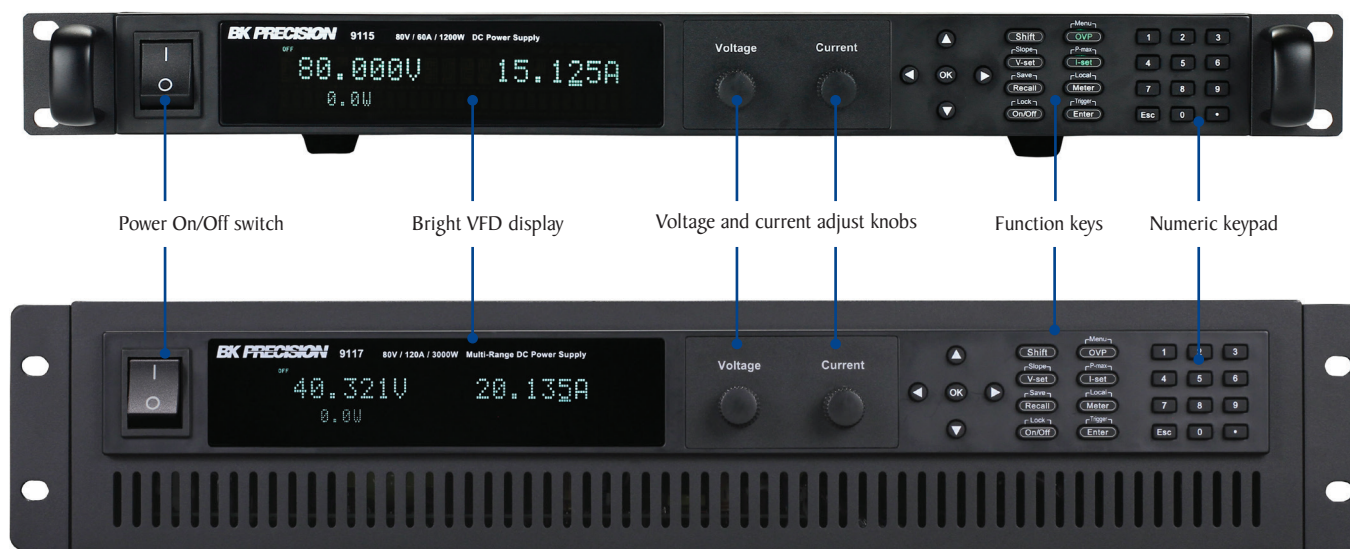 BK PRECISION 9115 80V / 60A / 1200W DC Power Supply
OFF
80.000V 15.125A
0.0W
Voltage Current
OK
Menu
Shift OVP
Slope P-max
V-set I-set
Save Local
Recall Meter
Lock Trigger
On/Off Enter
1 2 3
4 5 6
7 8 9
Esc 0 •
Power On/Off switch Bright VFD display Voltage and current adjust knobs Function keys Numeric keypad
BK PRECISION 9117 80V / 120A / 3000W Multi-Range DC Power Supply
OFF
40.321V 20.135A
0.0W
Voltage Current
OK
Menu
Shift OVP
Slope P-max
V-set I-set
Save Local
Recall Meter
Lock Trigger
On/Off Enter
1 2 3
4 5 6
7 8 9
Esc 0 •